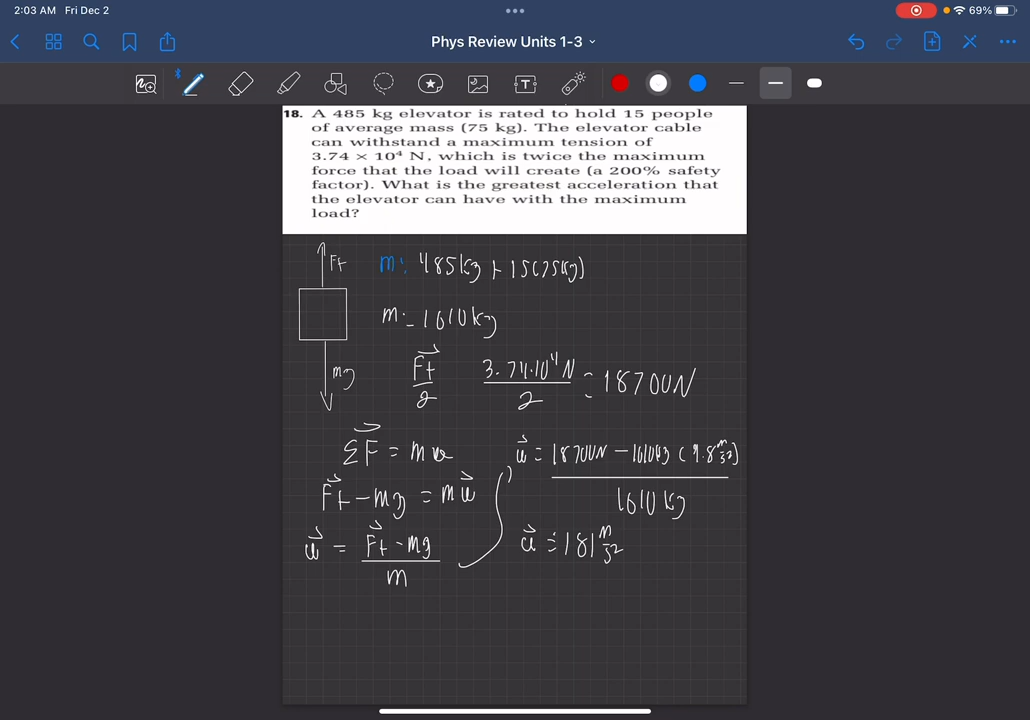 2:03 AM Fri Dec 2
69%
Phys Review Units 1-3
18. A 485 kg elevator is rated to hold 15 people
of average mass (75 kg). The elevator cable
can withstand a maximum tension of
3.74 × 10⁴ N, which is twice the maximum
force that the load will create (a 200% safety
factor). What is the greatest acceleration that
the elevator can have with the maximum
load?
Ft
mg
m: 485kg + 15(75kg)
m = 1610kg
Ft/2 3.74·10⁴N/2 = 18700N
ΣF = ma
Ft - mg = ma
a = (Ft - mg)/m
a = (18700N - 1610kg (9.8 m/s²))/1610kg
a = 1.81 m/s²